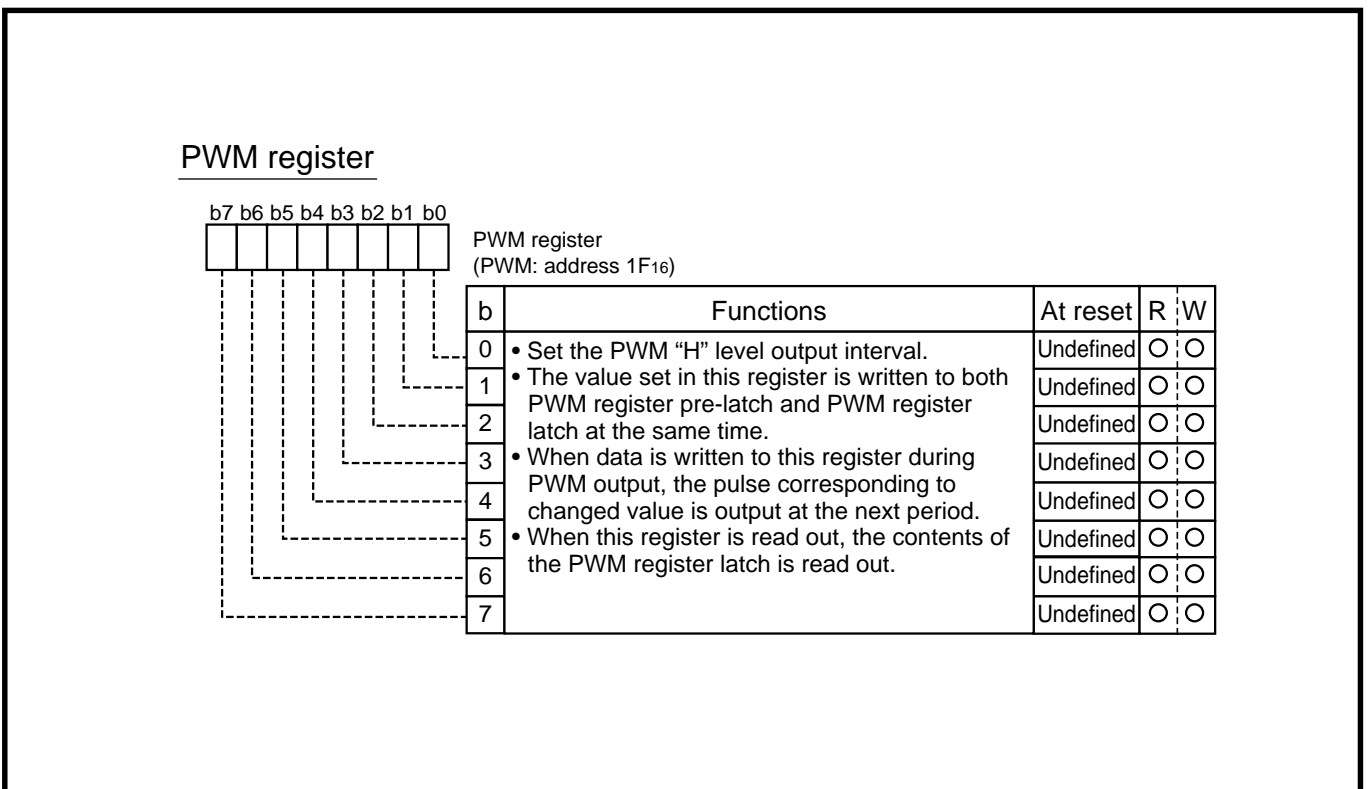 PWM register
b7 b6 b5 b4 b3 b2 b1 b0
PWM register
(PWM: address 1F16)
b Functions At reset R W
0 • Set the PWM “H” level output interval. Undefined O O
1 • The value set in this register is written to both Undefined O O
PWM register pre-latch and PWM register
2 latch at the same time. Undefined O O
3 • When data is written to this register during Undefined O O
PWM output, the pulse corresponding to
4 changed value is output at the next period. Undefined O O
5 • When this register is read out, the contents of Undefined O O
the PWM register latch is read out.
6 Undefined O O
7 Undefined O O